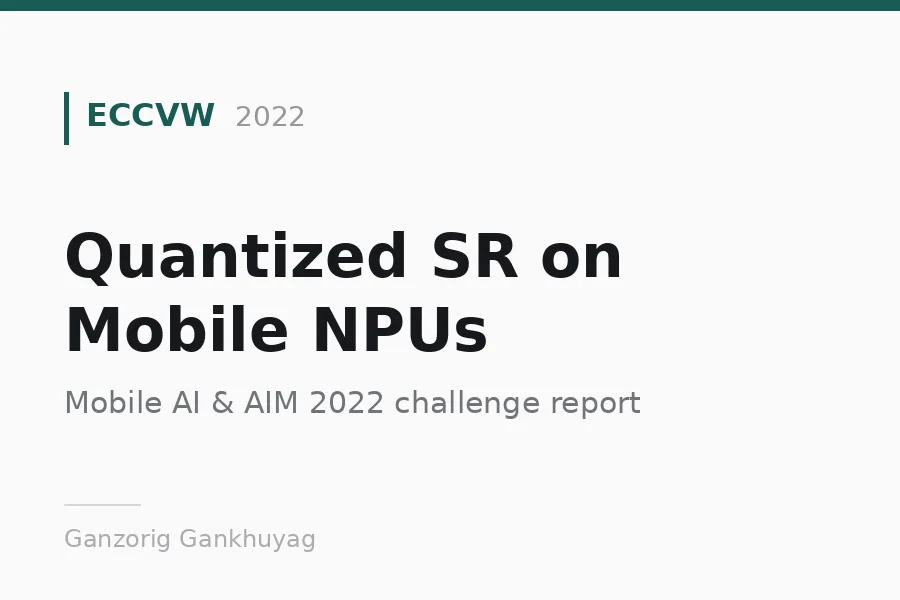 ECCVW 2022
Quantized SR on
Mobile NPUs
Mobile AI & AIM 2022 challenge report
Ganzorig Gankhuyag